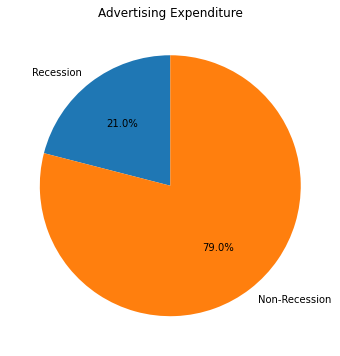 Advertising Expenditure
Recession
21.0%
79.0%
Non-Recession